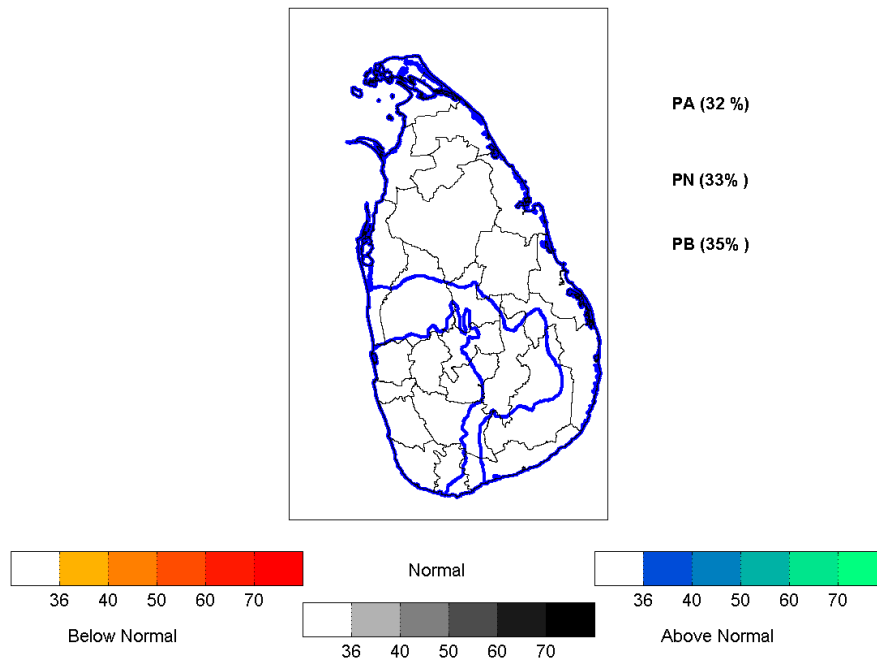 PA (32 %)
PN (33% )
PB (35% )
Normal
36 40 50 60 70
Below Normal
36 40 50 60 70
36 40 50 60 70
Above Normal